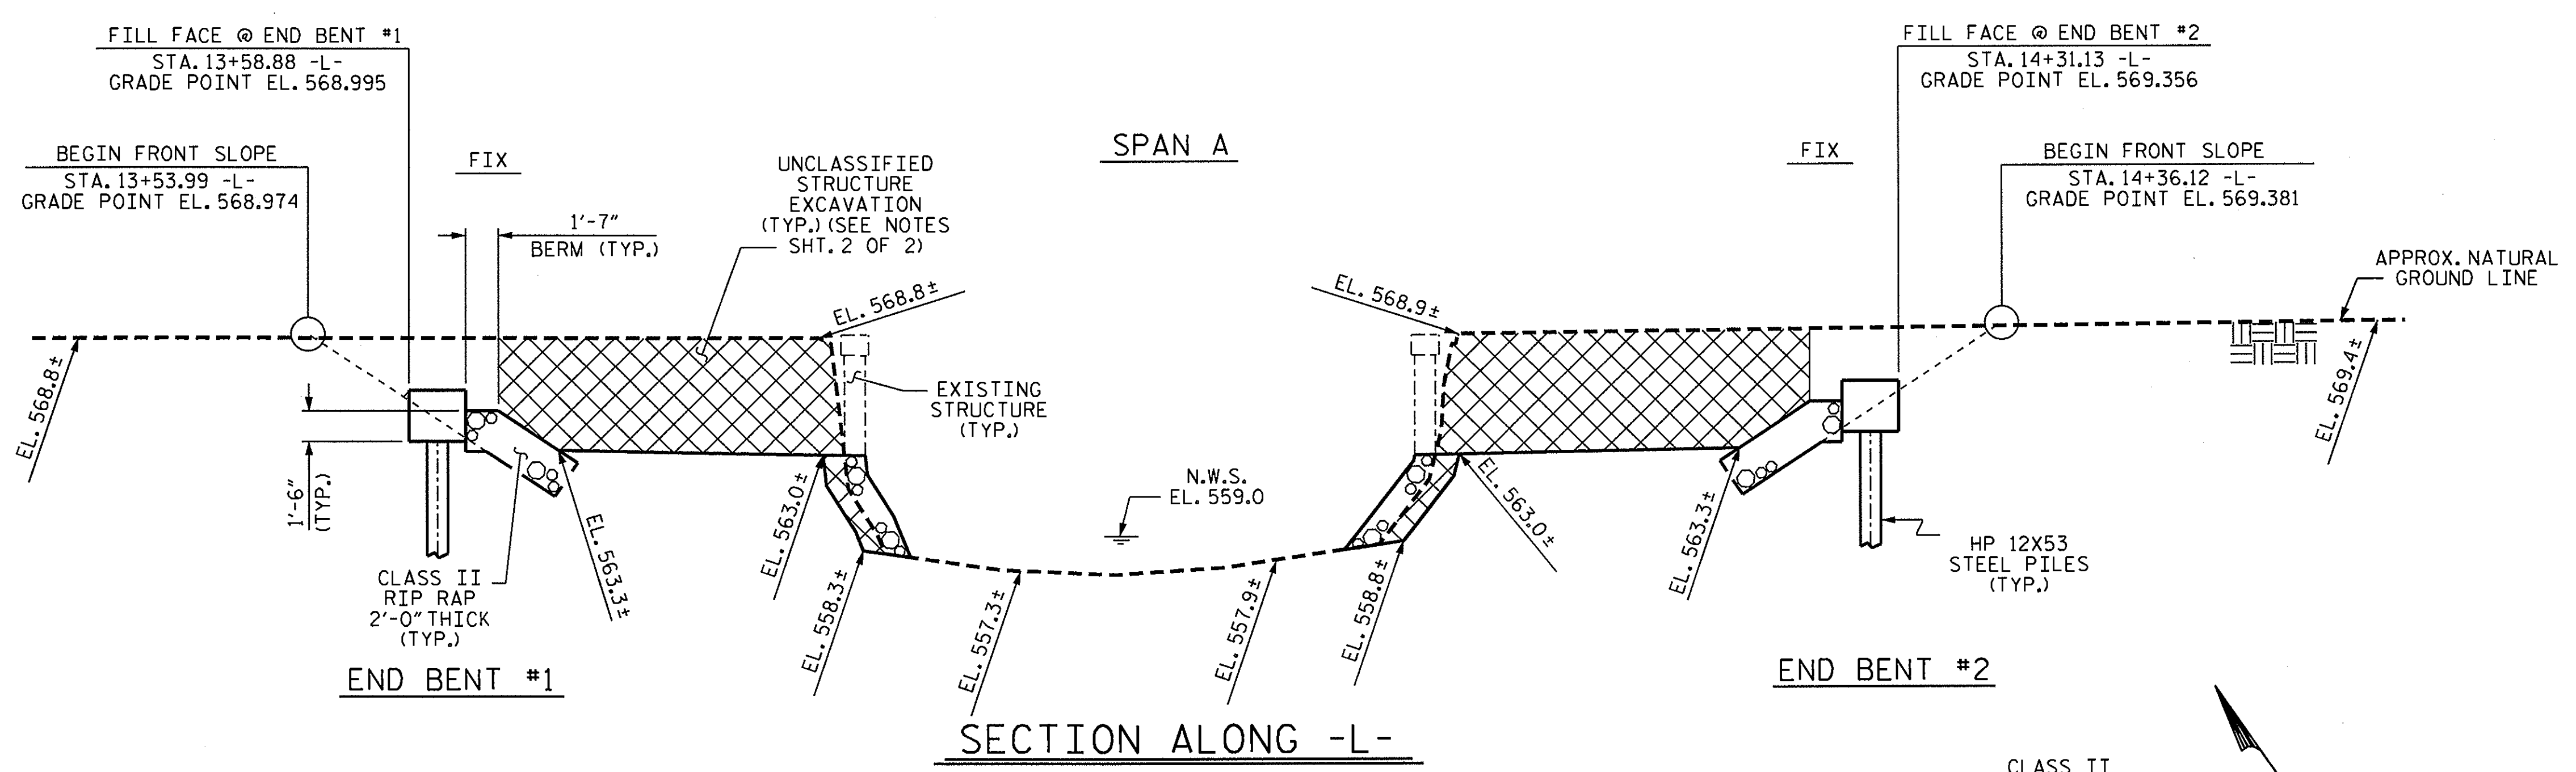 FILL FACE @ END BENT #1
STA. 13+58.88 -L-
GRADE POINT EL. 568.995
BEGIN FRONT SLOPE
STA. 13+53.99 -L-
GRADE POINT EL. 568.974
FIX
1'-7"
BERM (TYP.)
UNCLASSIFIED
STRUCTURE
EXCAVATION
(TYP.) (SEE NOTES
SHT. 2 OF 2)
SPAN A
FILL FACE @ END BENT #2
STA. 14+31.13 -L-
GRADE POINT EL. 569.356
FIX
BEGIN FRONT SLOPE
STA. 14+36.12 -L-
GRADE POINT EL. 569.381
APPROX. NATURAL
GROUND LINE
EL. 568.8±
EL. 568.8±
EL. 568.9±
EL. 569.4±
EXISTING
STRUCTURE
(TYP.)
1'-6"
(TYP.)
CLASS II
RIP RAP
2'-0" THICK
(TYP.)
EL. 563.3±
EL. 563.0±
EL. 558.3±
EL. 557.3±
N.W.S.
EL. 559.0
EL. 557.9±
EL. 558.8±
EL. 563.0±
EL. 563.3±
HP 12X53
STEEL PILES
(TYP.)
END BENT #1
END BENT #2
SECTION ALONG -L-
CLASS II